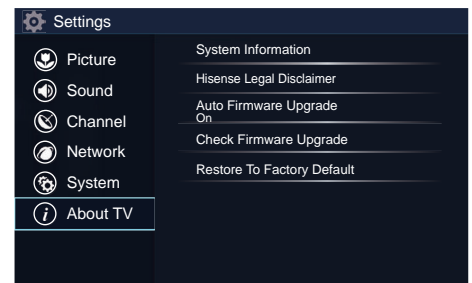 Settings
Picture
Sound
Channel
Network
System
About TV
System Information
Hisense Legal Disclaimer
Auto Firmware Upgrade
On
Check Firmware Upgrade
Restore To Factory Default